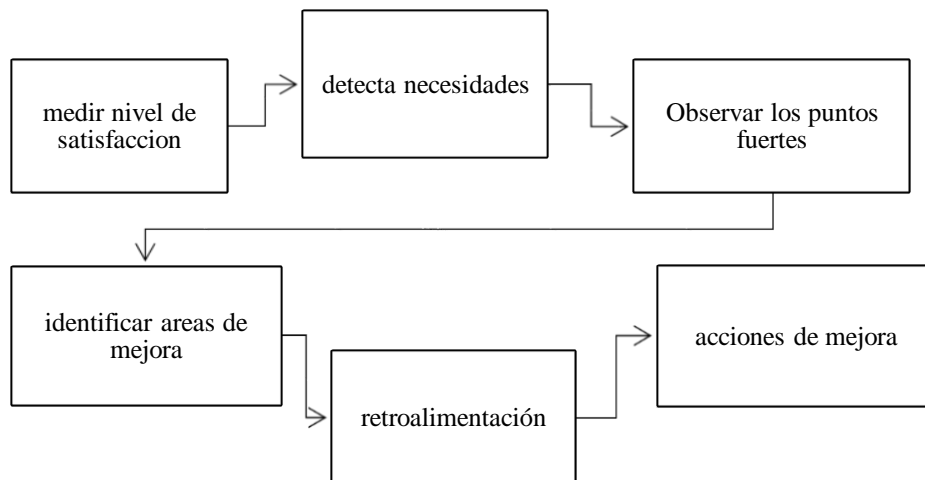 medir nivel de
satisfaccion
detecta necesidades
Observar los puntos
fuertes
identificar areas de
mejora
retroalimentación
acciones de mejora